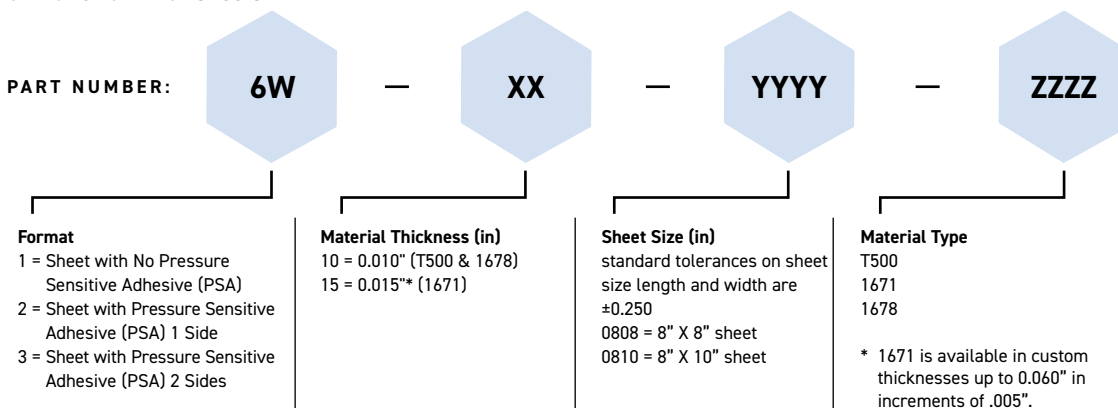 PART NUMBER: 6W — XX — YYYY — ZZZZ
Format
1 = Sheet with No Pressure
Sensitive Adhesive (PSA)
2 = Sheet with Pressure Sensitive
Adhesive (PSA) 1 Side
3 = Sheet with Pressure Sensitive
Adhesive (PSA) 2 Sides
Material Thickness (in)
10 = 0.010" (T500 & 1678)
15 = 0.015"* (1671)
Sheet Size (in)
standard tolerances on sheet
size length and width are
±0.250
0808 = 8” X 8” sheet
0810 = 8” X 10” sheet
Material Type
T500
1671
1678
* 1671 is available in custom
thicknesses up to 0.060” in
increments of .005”.